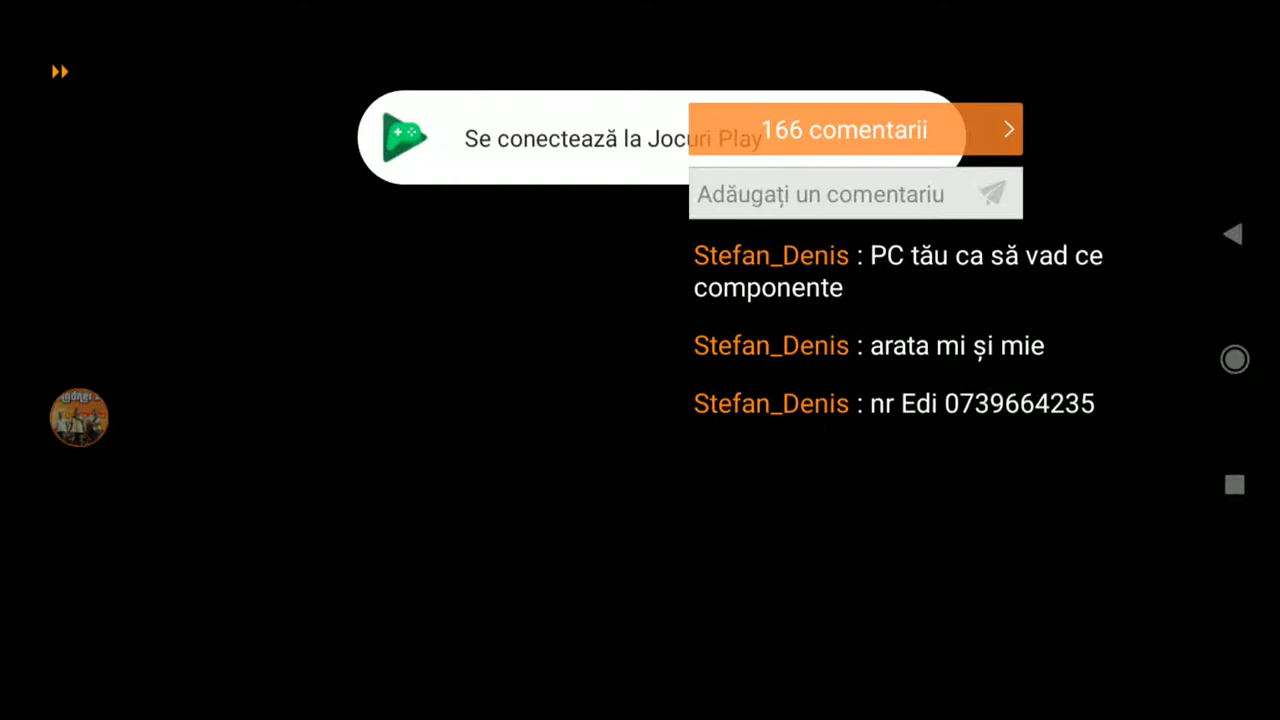 Se conectează la Jocuri Play
166 comentarii
Adăugați un comentariu
Stefan_Denis : PC tău ca să vad ce
componente
Stefan_Denis : arata mi și mie
Stefan_Denis : nr Edi 0739664235